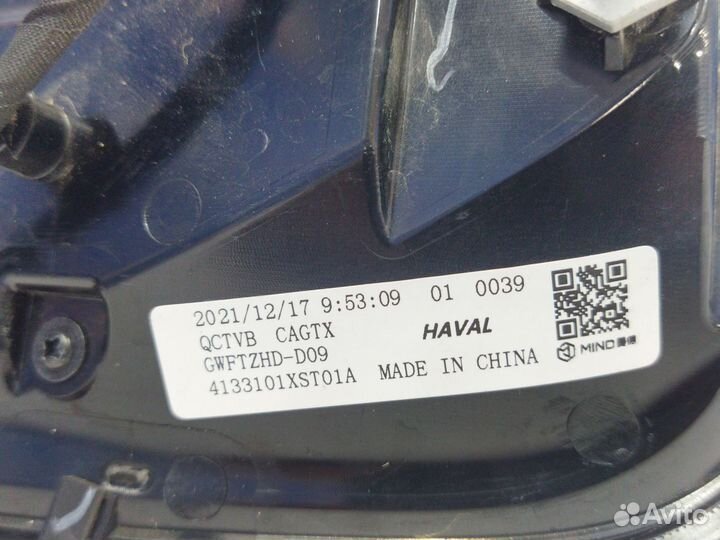 2021/12/17 9:53:09 01 0039
QCTVB CAGTX HAVAL
GWFTZHD-D09
4133101XST01A MADE IN CHINA
MIND
Avito